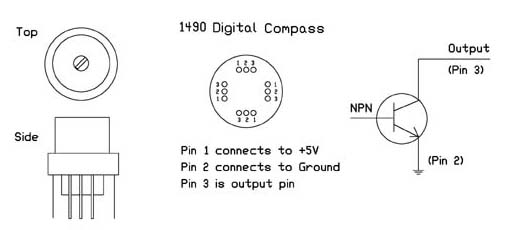 Top
1490 Digital Compass
1 2 3
3
2
1
1
2
3
3 2 1
Output
(Pin 3)
NPN
Side
Pin 1 connects to +5V
Pin 2 connects to Ground
Pin 3 is output pin
(Pin 2)